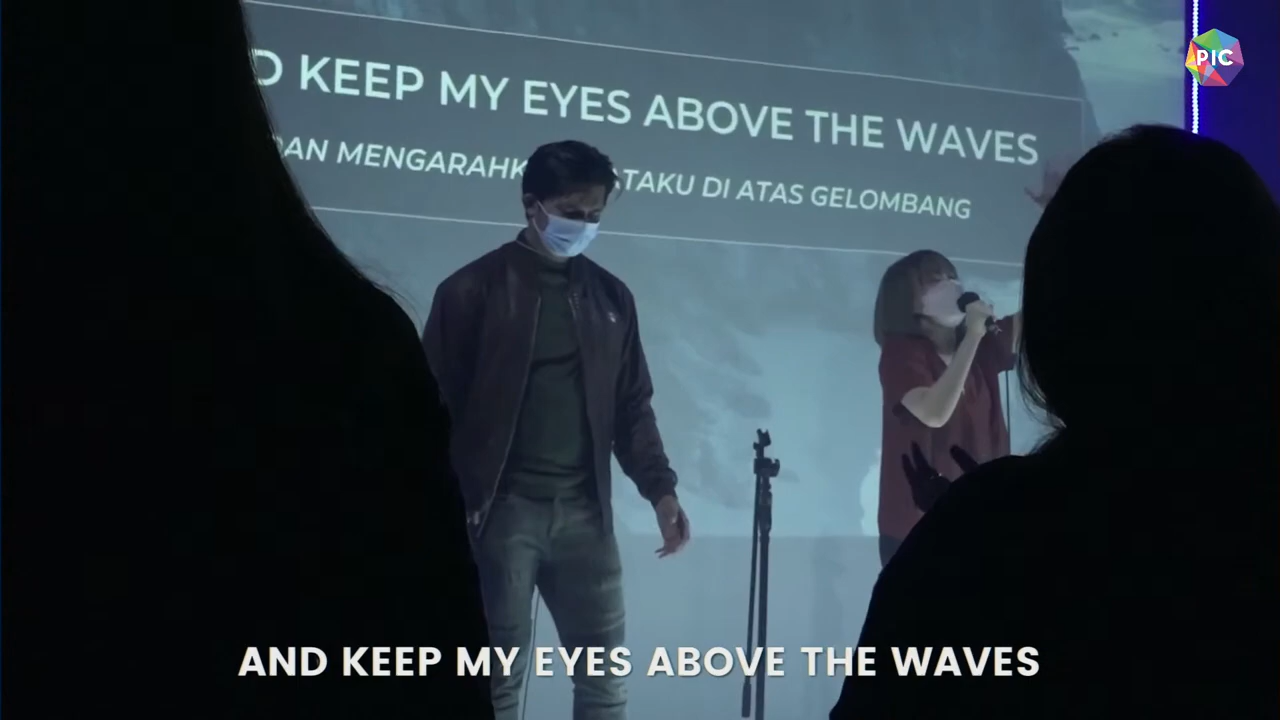 PIC
D KEEP MY EYES ABOVE THE WAVES
DAN MENGARAHK TAKU DI ATAS GELOMBANG
AND KEEP MY EYES ABOVE THE WAVES